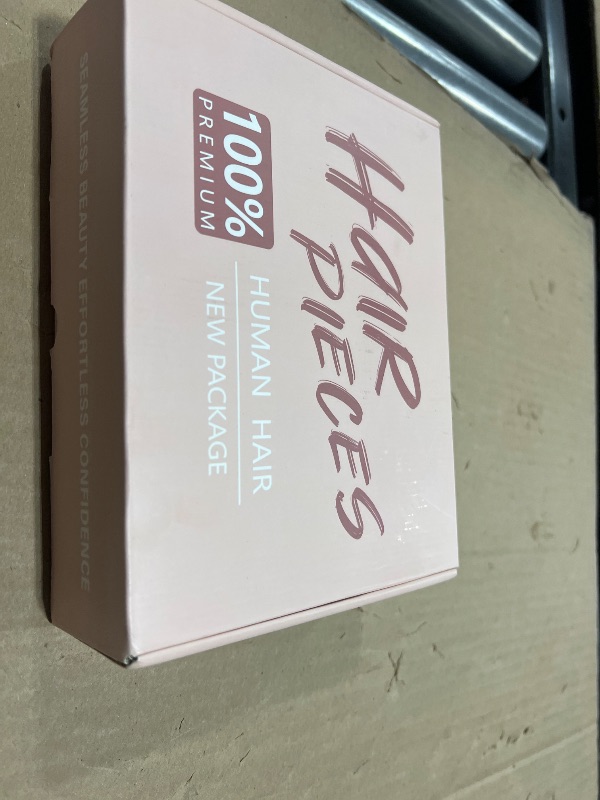 HAIR
PIECES
100%
PREMIUM
HUMAN HAIR
NEW PACKAGE
SEAMLESS BEAUTY EFFORTLESS CONFIDENCE